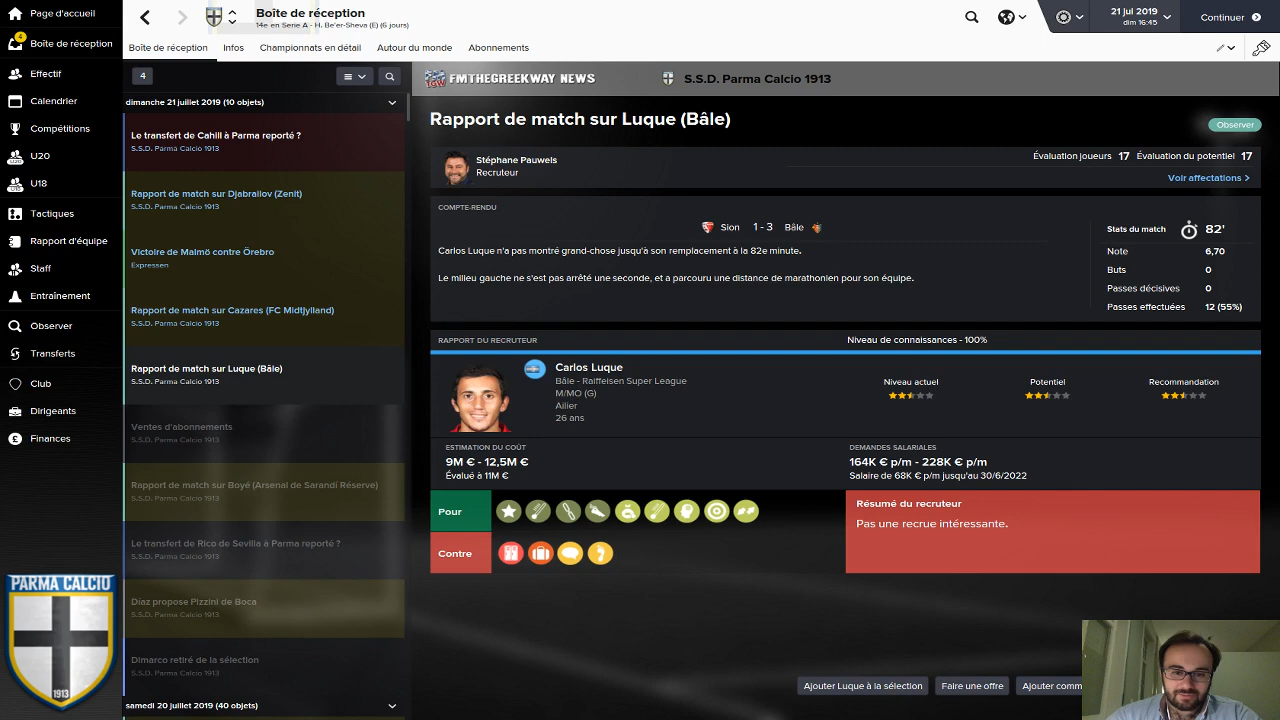 Page d'accueil
4
Boîte de réception
Effectif
Calendrier
Compétitions
U20
U20
U18
U18
Tactiques
Rapport d'équipe
Staff
Entraînement
Observer
Transferts
Club
Dirigeants
Finances
PARMA CALCIO
1913
Boîte de réception
14e en Serie A - H. Be'er-Sheva (E) (6 jours)
21 jul 2019
dim 16:45
Continuer
Boîte de réception
Infos
Championnats en détail
Autour du monde
Abonnements
4
dimanche 21 juillet 2019 (10 objets)
Le transfert de Cahill à Parma reporté ?
S.S.D. Parma Calcio 1913
Rapport de match sur Djabrallov (Zenit)
S.S.D. Parma Calcio 1913
Victoire de Malmö contre Örebro
Expressen
Rapport de match sur Cazares (FC Midtjylland)
S.S.D. Parma Calcio 1913
Rapport de match sur Luque (Bâle)
S.S.D. Parma Calcio 1913
Ventes d'abonnements
S.S.D. Parma Calcio 1913
Rapport de match sur Boyé (Arsenal de Sarandí Réserve)
S.S.D. Parma Calcio 1913
Le transfert de Rico de Sevilla à Parma reporté ?
S.S.D. Parma Calcio 1913
Díaz propose Pizzini de Boca
S.S.D. Parma Calcio 1913
Dimarco retiré de la sélection
S.S.D. Parma Calcio 1913
samedi 20 juillet 2019 (40 objets)
FMTHEGREEKWAY NEWS
S.S.D. Parma Calcio 1913
Rapport de match sur Luque (Bâle)
Observer
Stéphane Pauwels
Recruteur
Évaluation joueurs 17 Évaluation du potentiel 17
Voir affectations >
COMPTE-RENDU
Sion 1 - 3 Bâle
Carlos Luque n'a pas montré grand-chose jusqu'à son remplacement à la 82e minute.
Le milieu gauche ne s'est pas arrêté une seconde, et a parcouru une distance de marathonien pour son équipe.
Stats du match 82'
Note 6,70
Buts 0
Passes décisives 0
Passes effectuées 12 (55%)
RAPPORT DU RECRUTEUR
Niveau de connaissances - 100%
Carlos Luque
Bâle - Raiffeisen Super League
M/MO (G)
Ailier
26 ans
Niveau actuel
Potentiel
Recommandation
ESTIMATION DU COÛT
9M € - 12,5M €
Évalué à 11M €
DEMANDES SALARIALES
164K € p/m - 228K € p/m
Salaire de 68K € p/m jusqu'au 30/6/2022
Pour
Contre
Résumé du recruteur
Pas une recrue intéressante.
Ajouter Luque à la sélection
Faire une offre
Ajouter comm